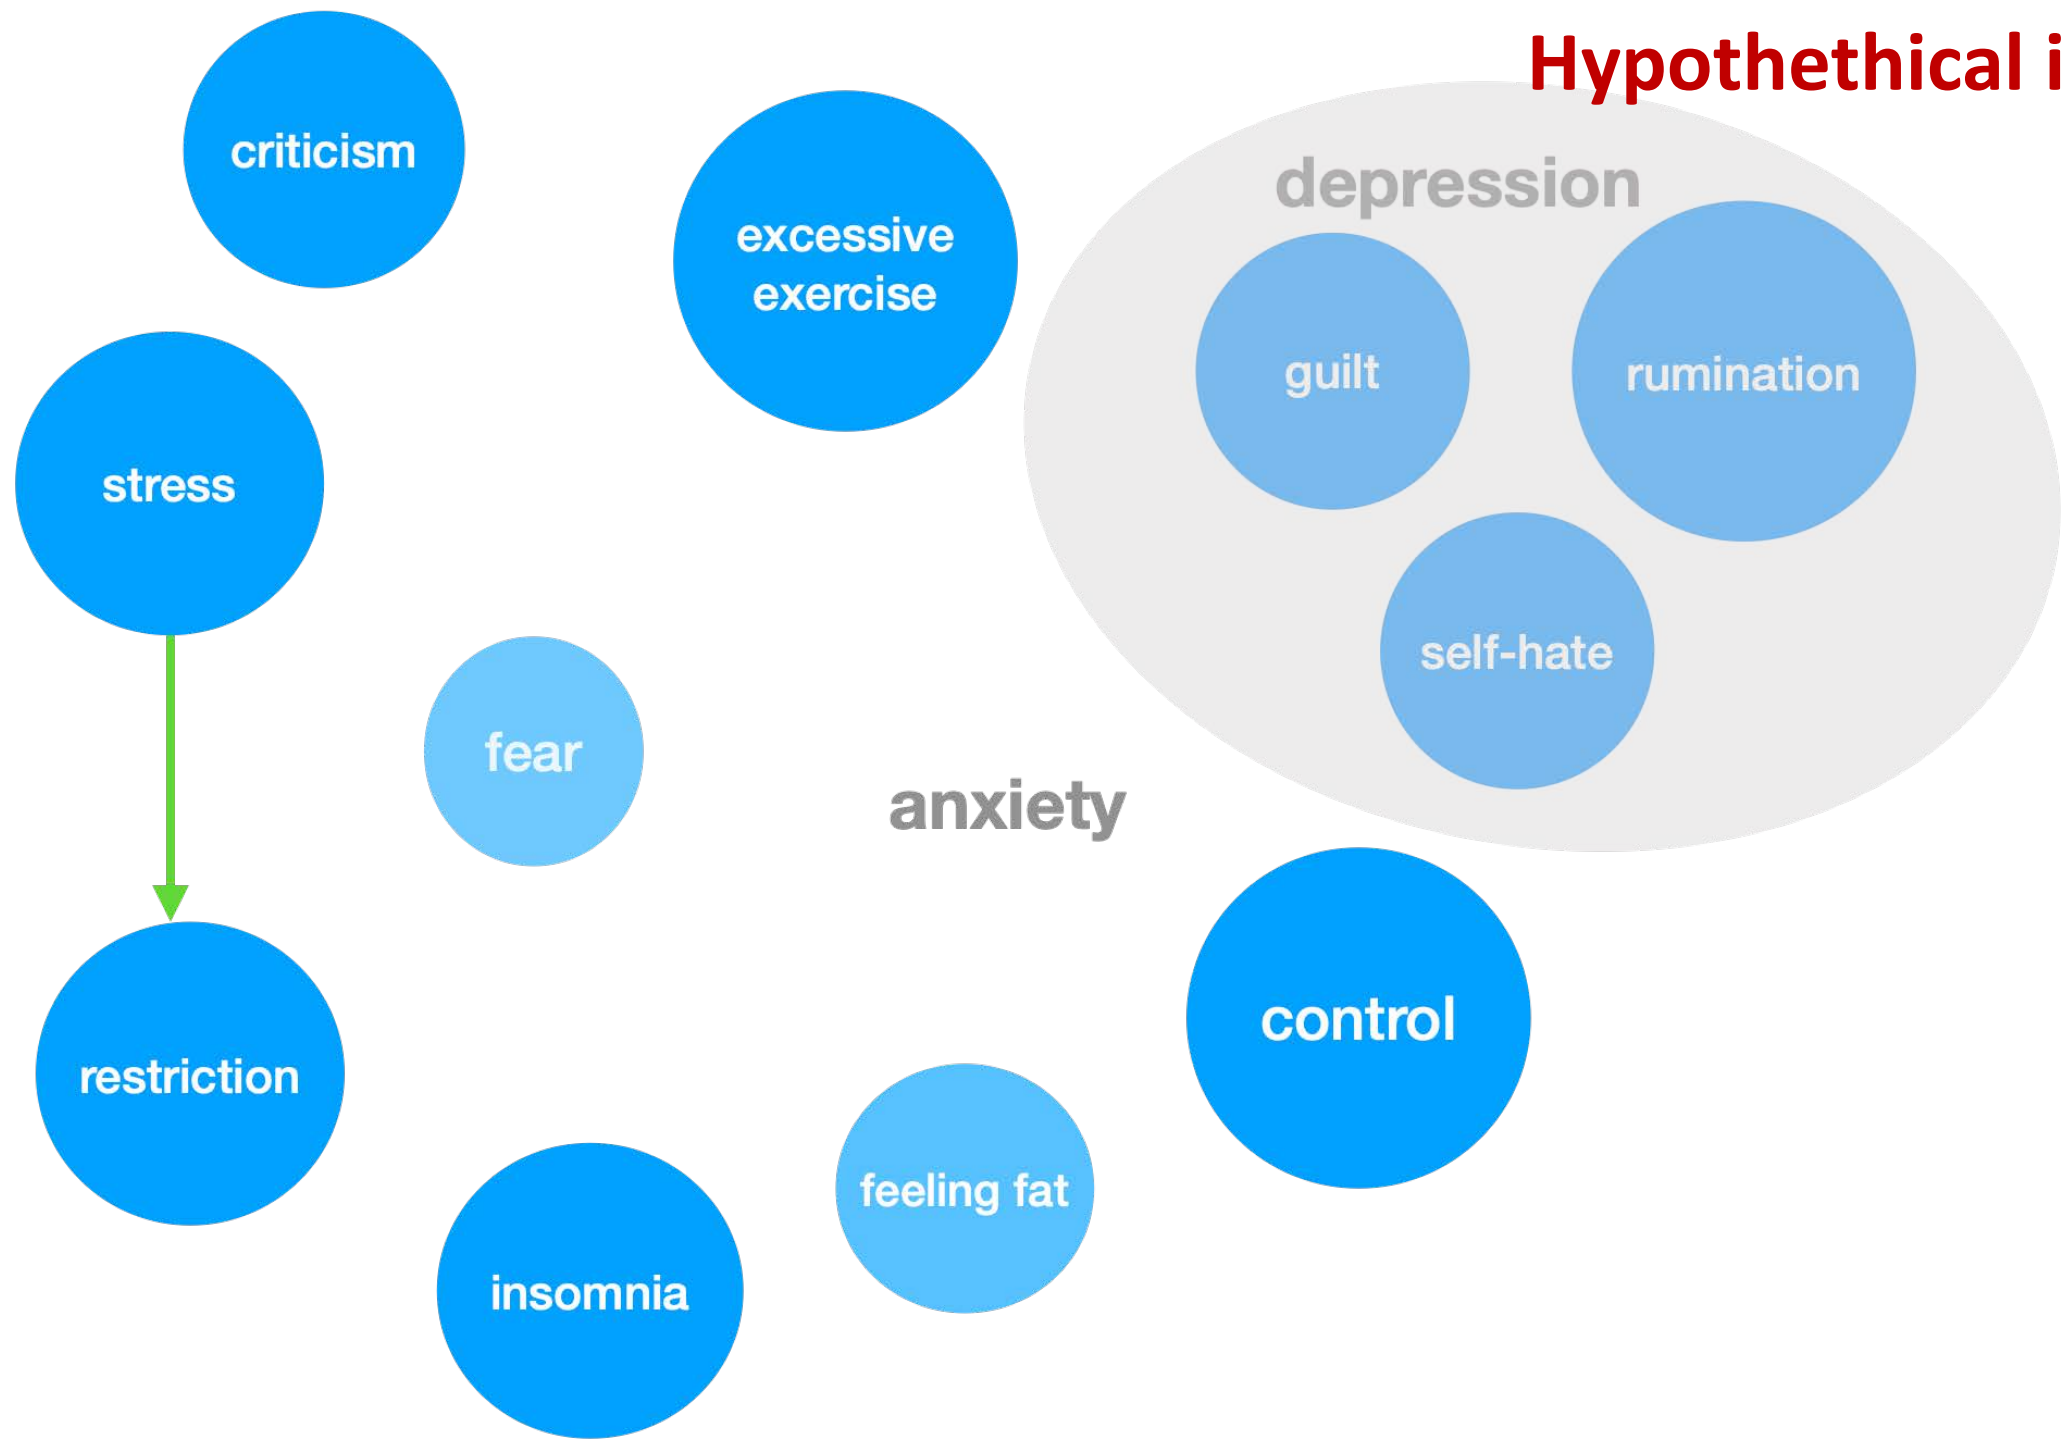 Hypothethical i
criticism
excessive
exercise
depression
guilt
rumination
stress
self-hate
fear
anxiety
control
restriction
feeling fat
insomnia